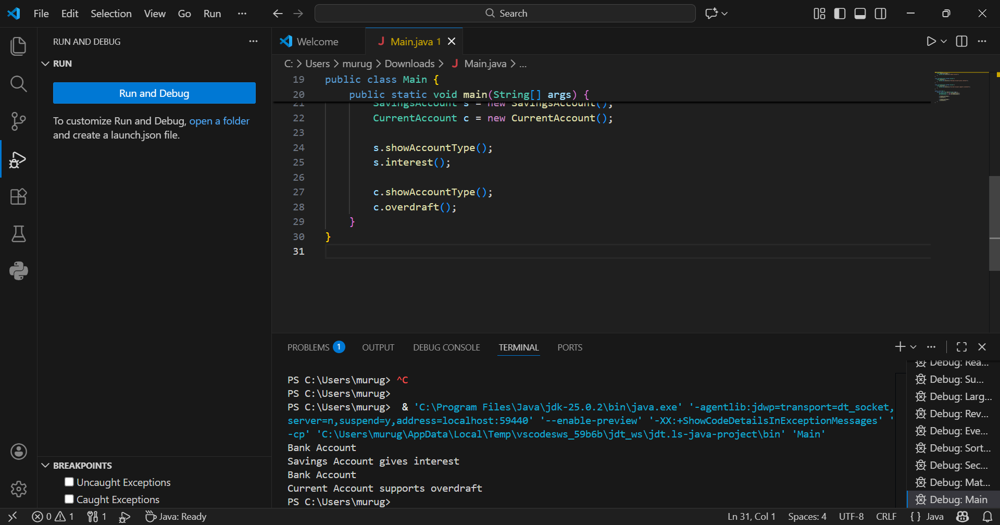 File Edit Selection View Go Run ···
Search
RUN AND DEBUG
RUN
Run and Debug
To customize Run and Debug, open a folder
and create a launch.json file.
BREAKPOINTS
Uncaught Exceptions
Caught Exceptions
Welcome
J Main.java 1
C: > Users > murug > Downloads > J Main.java > ...
19 public class Main {
20 public static void main(String[] args) {
21 SavingsAccount s = new SavingsAccount();
22 CurrentAccount c = new CurrentAccount();
23
24 s.showAccountType();
25 s.interest();
26
27 c.showAccountType();
28 c.overdraft();
29 }
30 }
31
PROBLEMS 1 OUTPUT DEBUG CONSOLE TERMINAL PORTS
PS C:\Users\murug> ^C
PS C:\Users\murug>
PS C:\Users\murug>  & 'C:\Program Files\Java\jdk-25.0.2\bin\java.exe' '-agentlib:jdwp=transport=dt_socket,
server=n,suspend=y,address=localhost:59440' '--enable-preview' '-XX:+ShowCodeDetailsInExceptionMessages' '
-cp' 'C:\Users\murug\AppData\Local\Temp\vscodesws_59b6b\jdt_ws\jdt.ls-java-project\bin' 'Main'
Bank Account
Savings Account gives interest
Bank Account
Current Account supports overdraft
PS C:\Users\murug>
Debug: Rea...
Debug: Su...
Debug: Larg...
Debug: Rev...
Debug: Eve...
Debug: Sort...
Debug: Sec...
Debug: Mat...
Debug: Main
0 1 1 Java: Ready
Ln 31, Col 1 Spaces: 4 UTF-8 CRLF {} Java